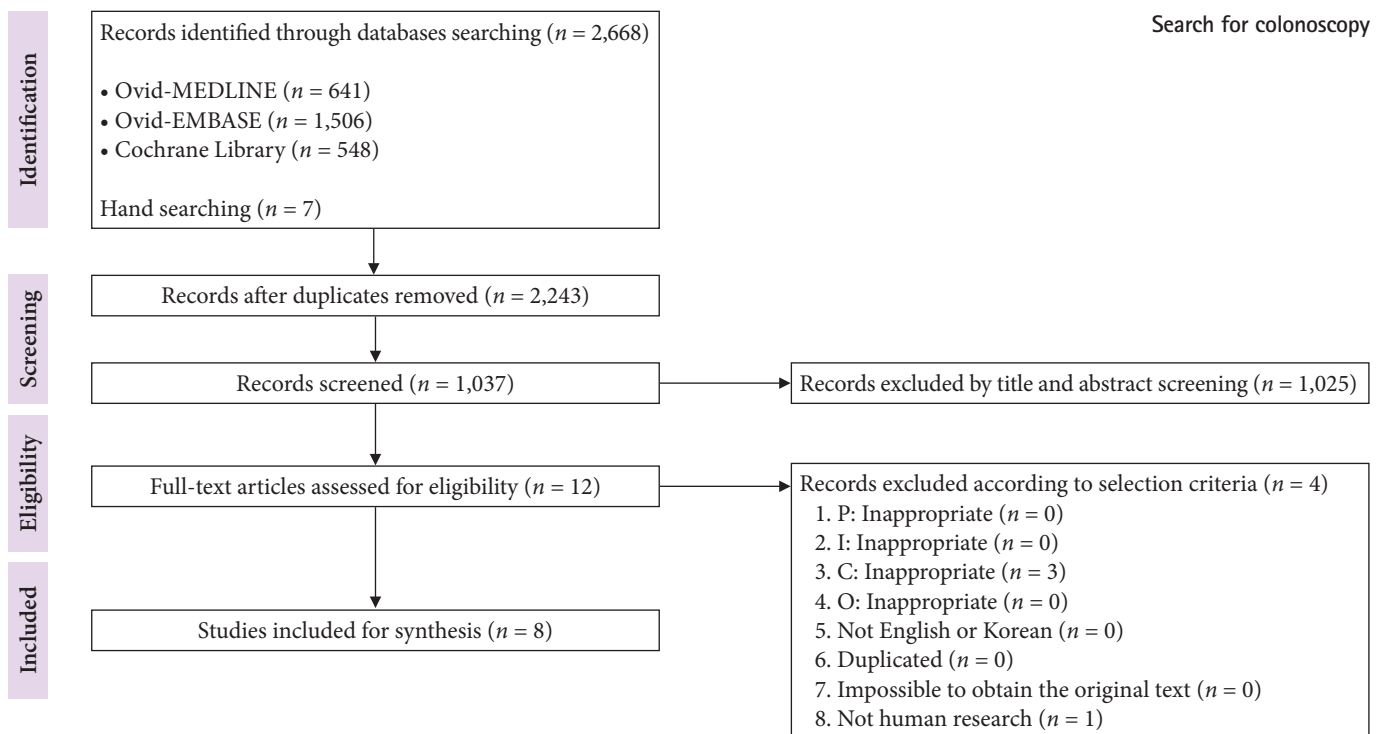 Search for colonoscopy
Identification
Records identified through databases searching (n = 2,668)
• Ovid-MEDLINE (n = 641)
• Ovid-EMBASE (n = 1,506)
• Cochrane Library (n = 548)
Hand searching (n = 7)
Screening
Records after duplicates removed (n = 2,243)
Records screened (n = 1,037)
Records excluded by title and abstract screening (n = 1,025)
Eligibility
Full-text articles assessed for eligibility (n = 12)
Records excluded according to selection criteria (n = 4)
1. P: Inappropriate (n = 0)
2. I: Inappropriate (n = 0)
3. C: Inappropriate (n = 3)
4. O: Inappropriate (n = 0)
5. Not English or Korean (n = 0)
6. Duplicated (n = 0)
7. Impossible to obtain the original text (n = 0)
8. Not human research (n = 1)
Included
Studies included for synthesis (n = 8)